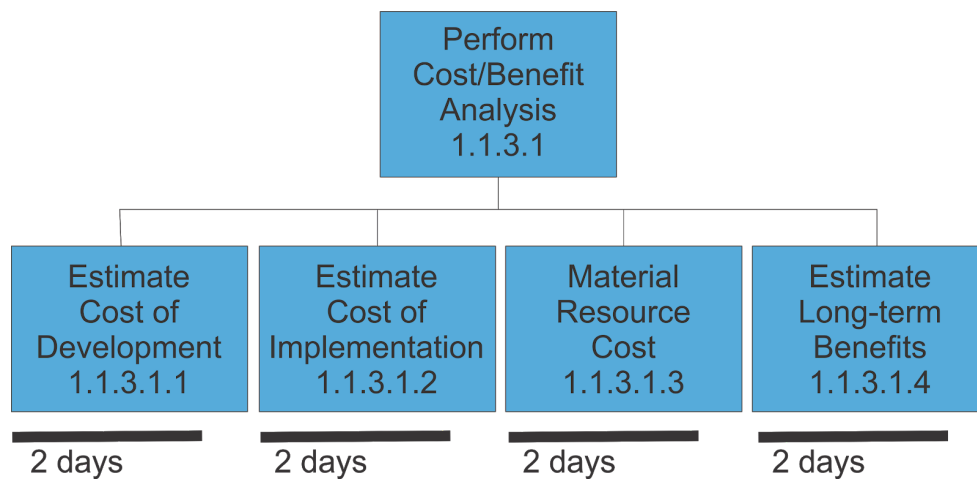 Perform
Cost/Benefit
Analysis
1.1.3.1
Estimate
Cost of
Development
1.1.3.1.1
Estimate
Cost of
Implementation
1.1.3.1.2
Material
Resource
Cost
1.1.3.1.3
Estimate
Long-term
Benefits
1.1.3.1.4
2 days
2 days
2 days
2 days